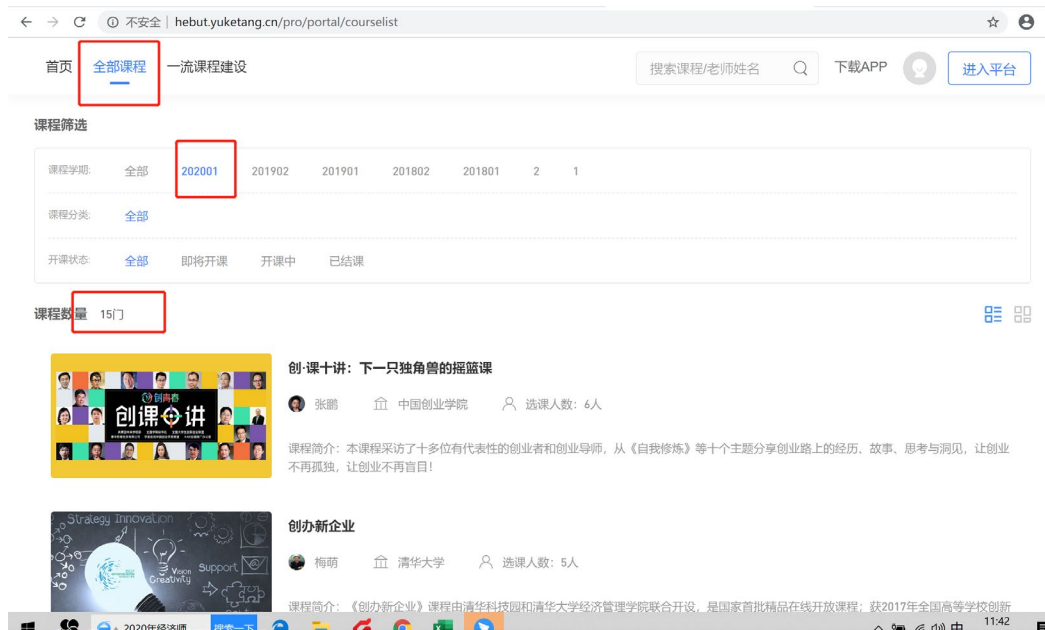 不安全 | hebut.yuketang.cn/pro/portal/courselist
首页 全部课程 一流课程建设 搜索课程/老师姓名 下载APP 进入平台
课程筛选
课程学期: 全部 202001 201902 201901 201802 201801 2 1
课程分类: 全部
开课状态: 全部 即将开课 开课中 已结课
课程数量 15门
创·课十讲：下一只独角兽的摇篮课
张鹏 中国创业学院 选课人数：6人
课程简介：本课程采访了十多位有代表性的创业者和创业导师，从《自我修炼》等十个主题分享创业路上的经历、故事、思考与洞见，让创业
不再孤独，让创业不再盲目！
创青春
创课讲
创办新企业
梅萌 清华大学 选课人数：5人
课程简介：《创办新企业》课程由清华科技园和清华大学经济管理学院联合开设，是国家首批精品在线开放课程；获2017年全国高等学校创新
Strategy Innovation
Vision
Support
Creativity
2020年经济师 搜索一下 中 11:42